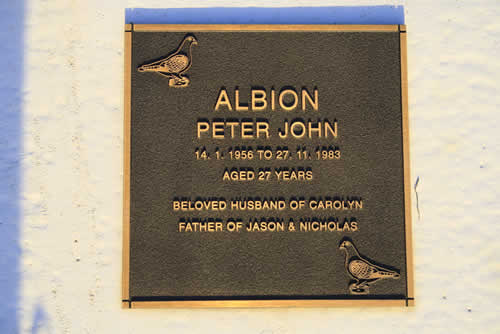 ALBION
PETER JOHN
14. 1. 1956 TO 27. 11. 1983
AGED 27 YEARS
BELOVED HUSBAND OF CAROLYN
FATHER OF JASON & NICHOLAS